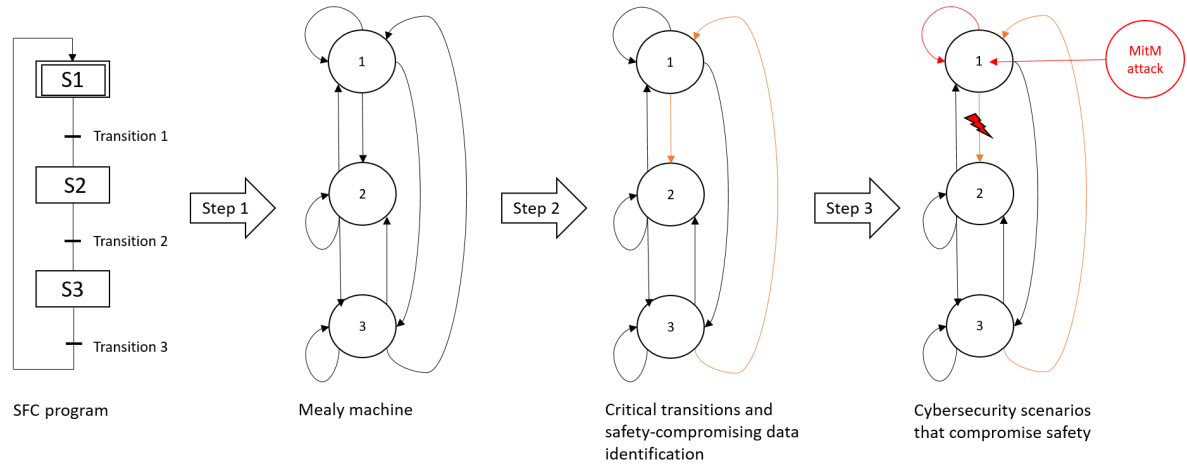 S1
Transition 1
S2
Transition 2
S3
Transition 3
SFC program
Step 1
1
2
3
Mealy machine
Step 2
1
2
3
Critical transitions and
safety-compromising data
identification
Step 3
1
2
3
MitM
attack
Cybersecurity scenarios
that compromise safety